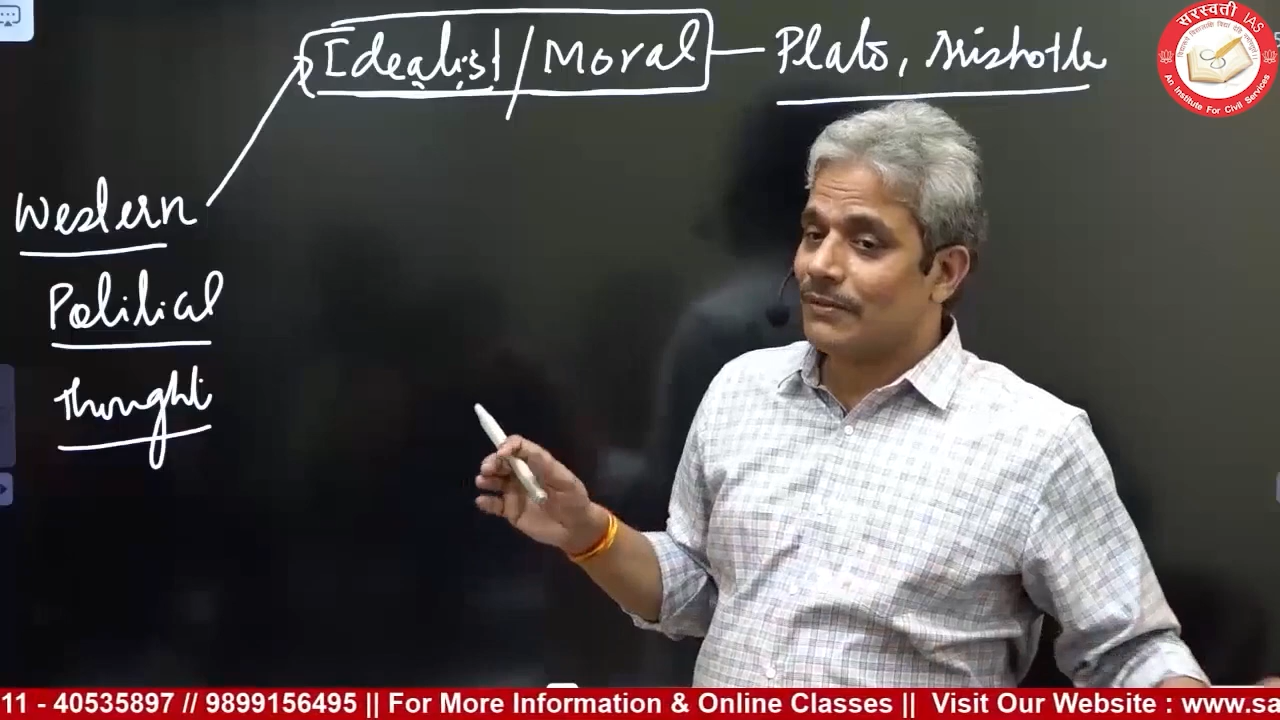 Idealist / Moral — Plato, Aristotle
Western
Political
Thought
सरस्वती IAS
An Institute For Civil Services
11 - 40535897 // 9899156495 || For More Information & Online Classes || Visit Our Website : www.sa